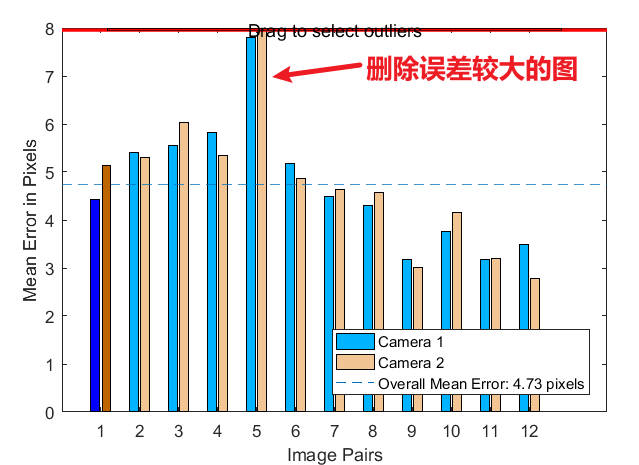 Drag to select outliers
删除误差较大的图
8
7
6
5
4
3
2
1
0
Mean Error in Pixels
Camera 1
Camera 2
Overall Mean Error: 4.73 pixels
1 2 3 4 5 6 7 8 9 10 11 12
Image Pairs